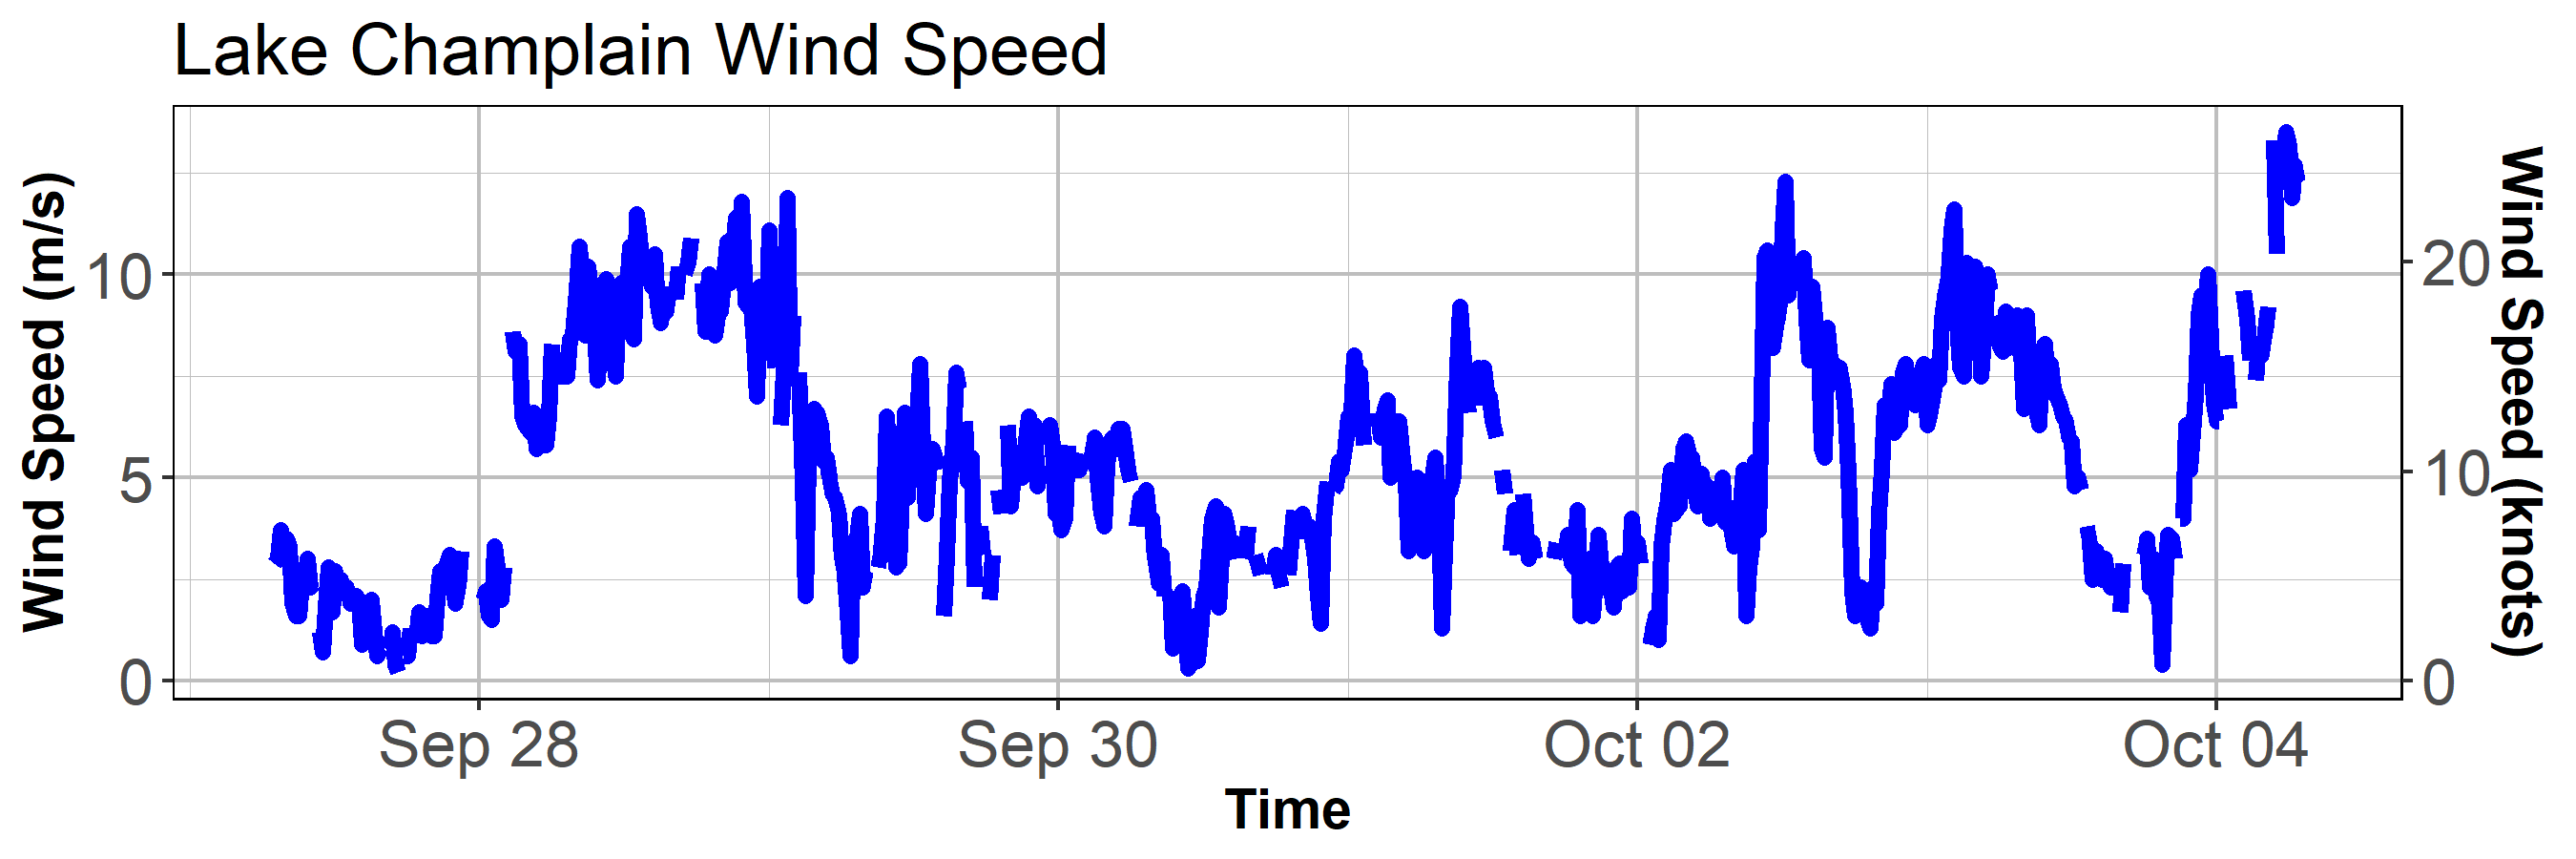 Lake Champlain Wind Speed
Wind Speed (m/s)
10
5
0
20
10
0
Wind Speed (knots)
Sep 28
Sep 30
Oct 02
Oct 04
Time